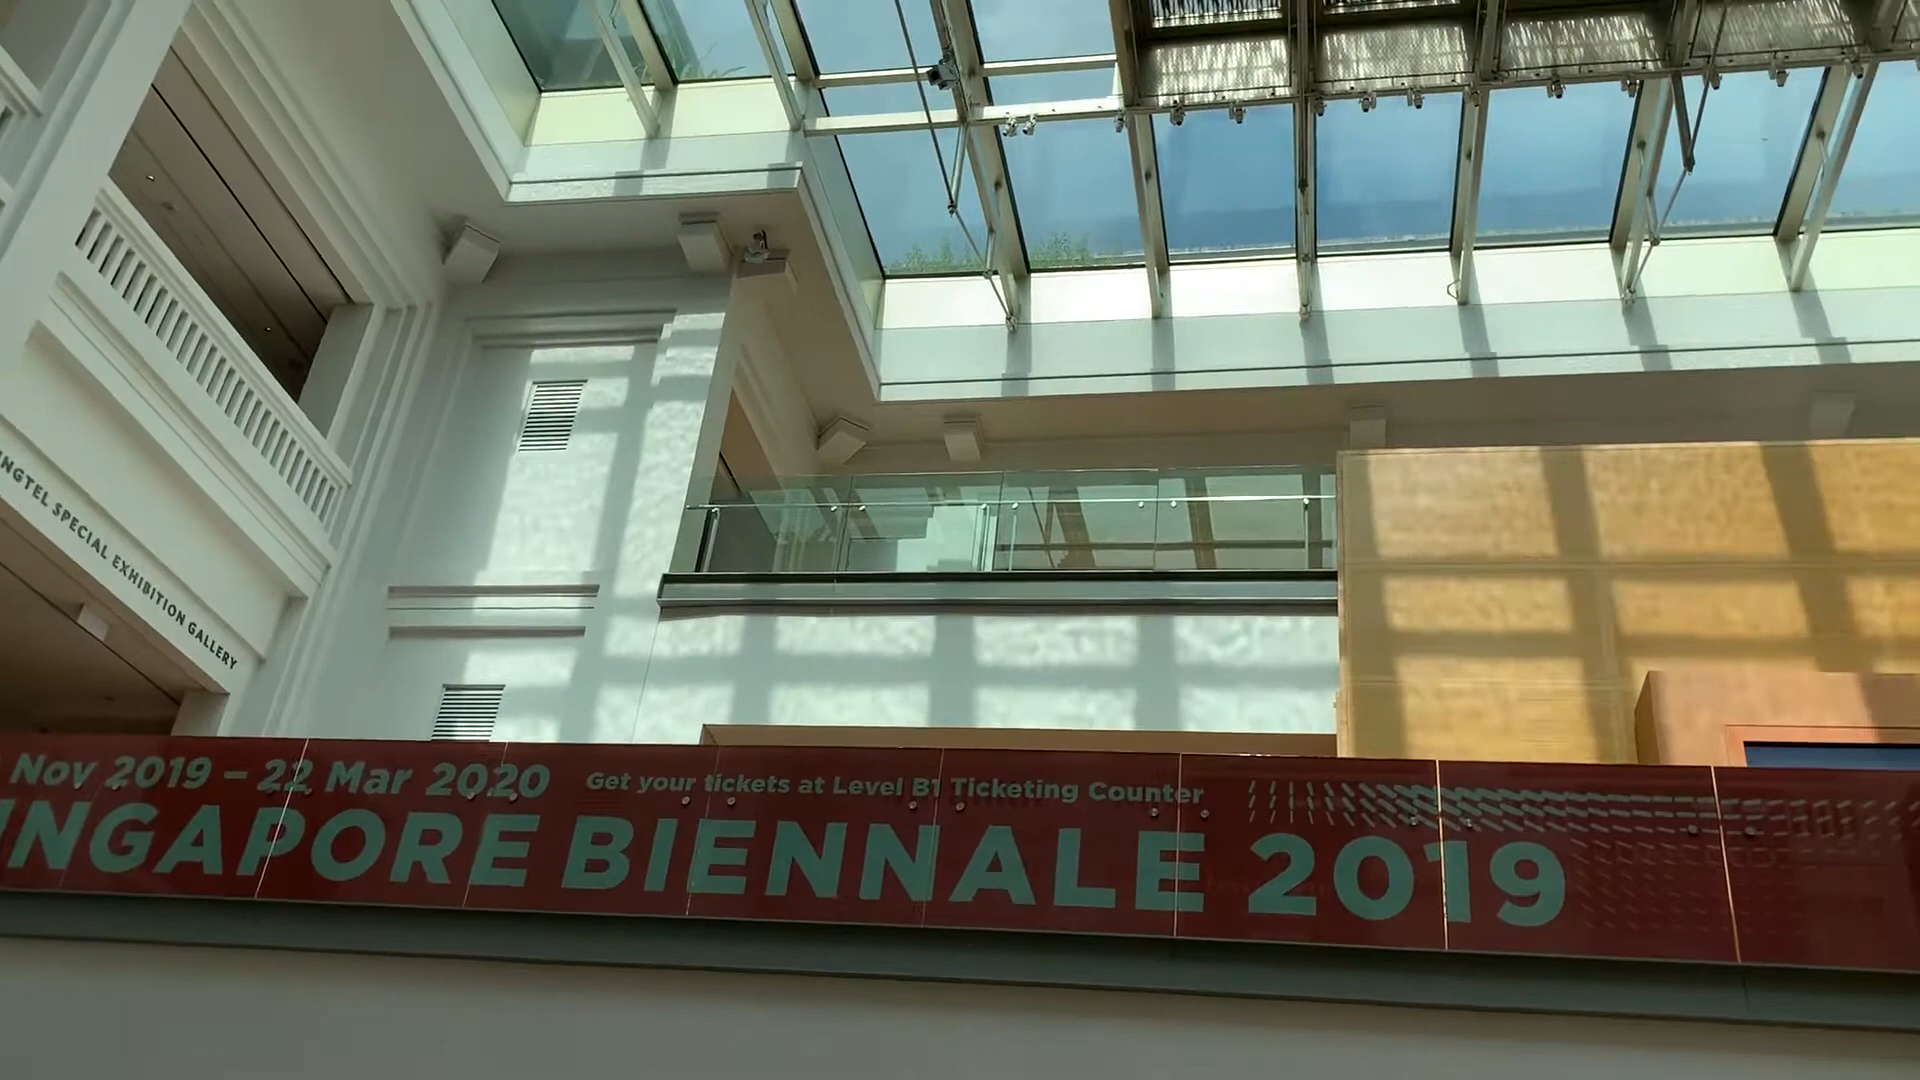 INGTEL SPECIAL EXHIBITION GALLERY
Nov 2019 – 22 Mar 2020
Get your tickets at Level B1 Ticketing Counter
INGAPORE BIENNALE 2019